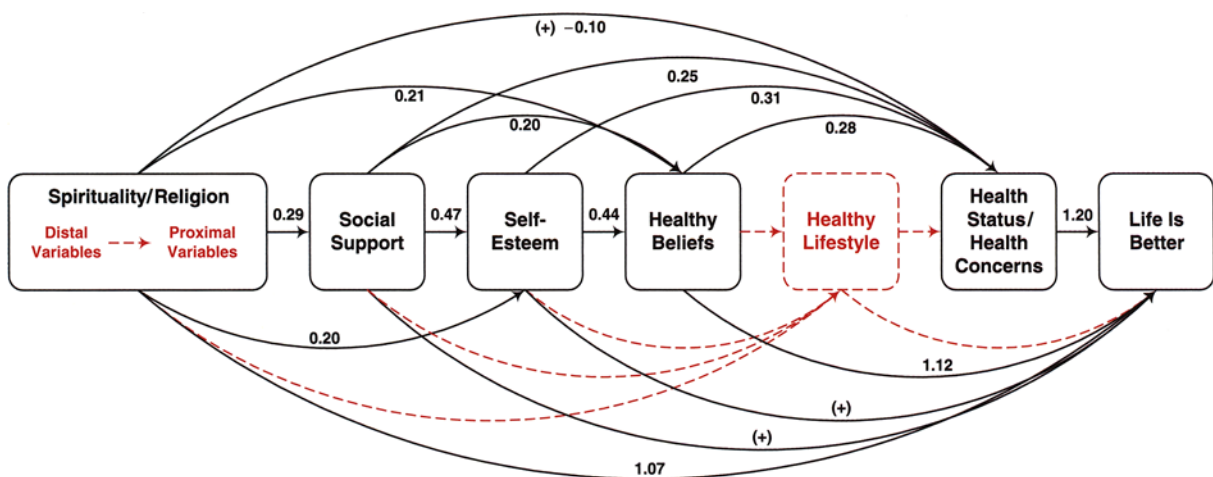 (+) −0.10
0.25
0.21
0.31
0.20
0.28
Spirituality/Religion
Distal
Variables
Proximal
Variables
0.29
Social
Support
0.47
Self-
Esteem
0.44
Healthy
Beliefs
Healthy
Lifestyle
Health
Status/
Health
Concerns
1.20
Life Is
Better
0.20
1.12
(+)
(+)
1.07